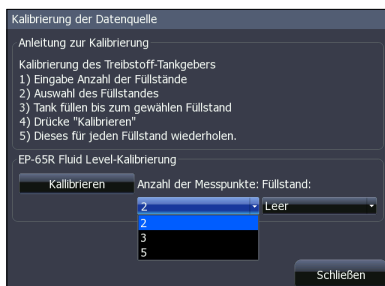 Kalibrierung der Datenquelle
Anleitung zur Kalibrierung
Kalibrierung des Treibstoff-Tankgebers
1) Eingabe Anzahl der Füllstände
2) Auswahl des Füllstandes
3) Tank füllen bis zum gewählen Füllstand
4) Drücke "Kalibrieren"
5) Dieses für jeden Füllstand wiederholen.
EP-65R Fluid Level-Kalibrierung
Kallibrieren Anzahl der Messpunkte: Füllstand:
2 Leer
2
3
5
Schließen